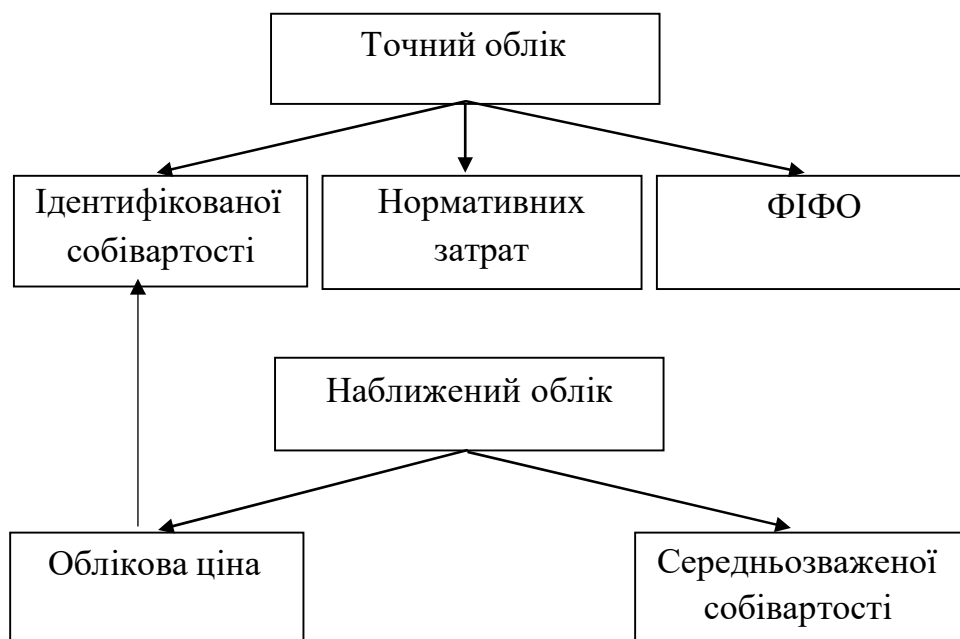 Точний облік
Ідентифікованої
собівартості
Нормативних
затрат
ФІФО
Наближений облік
Облікова ціна
Середньозваженої
собівартості